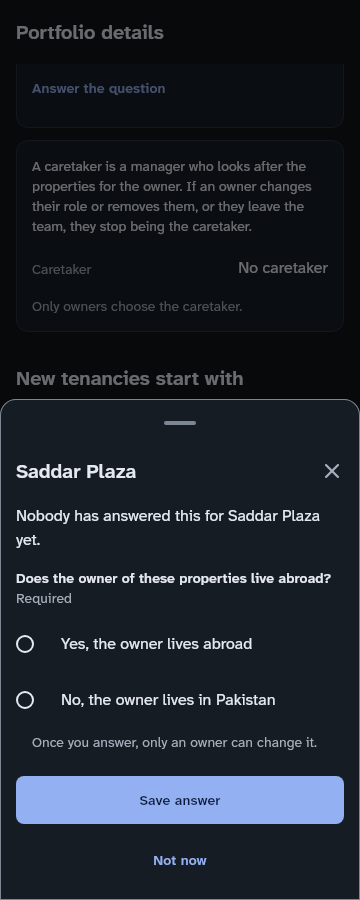 Portfolio details
Answer the question
A caretaker is a manager who looks after the
properties for the owner. If an owner changes
their role or removes them, or they leave the
team, they stop being the caretaker.
Caretaker
No caretaker
Only owners choose the caretaker.
New tenancies start with
Saddar Plaza
Nobody has answered this for Saddar Plaza
yet.
Does the owner of these properties live abroad?
Required
Yes, the owner lives abroad
No, the owner lives in Pakistan
Once you answer, only an owner can change it.
Save answer
Not now